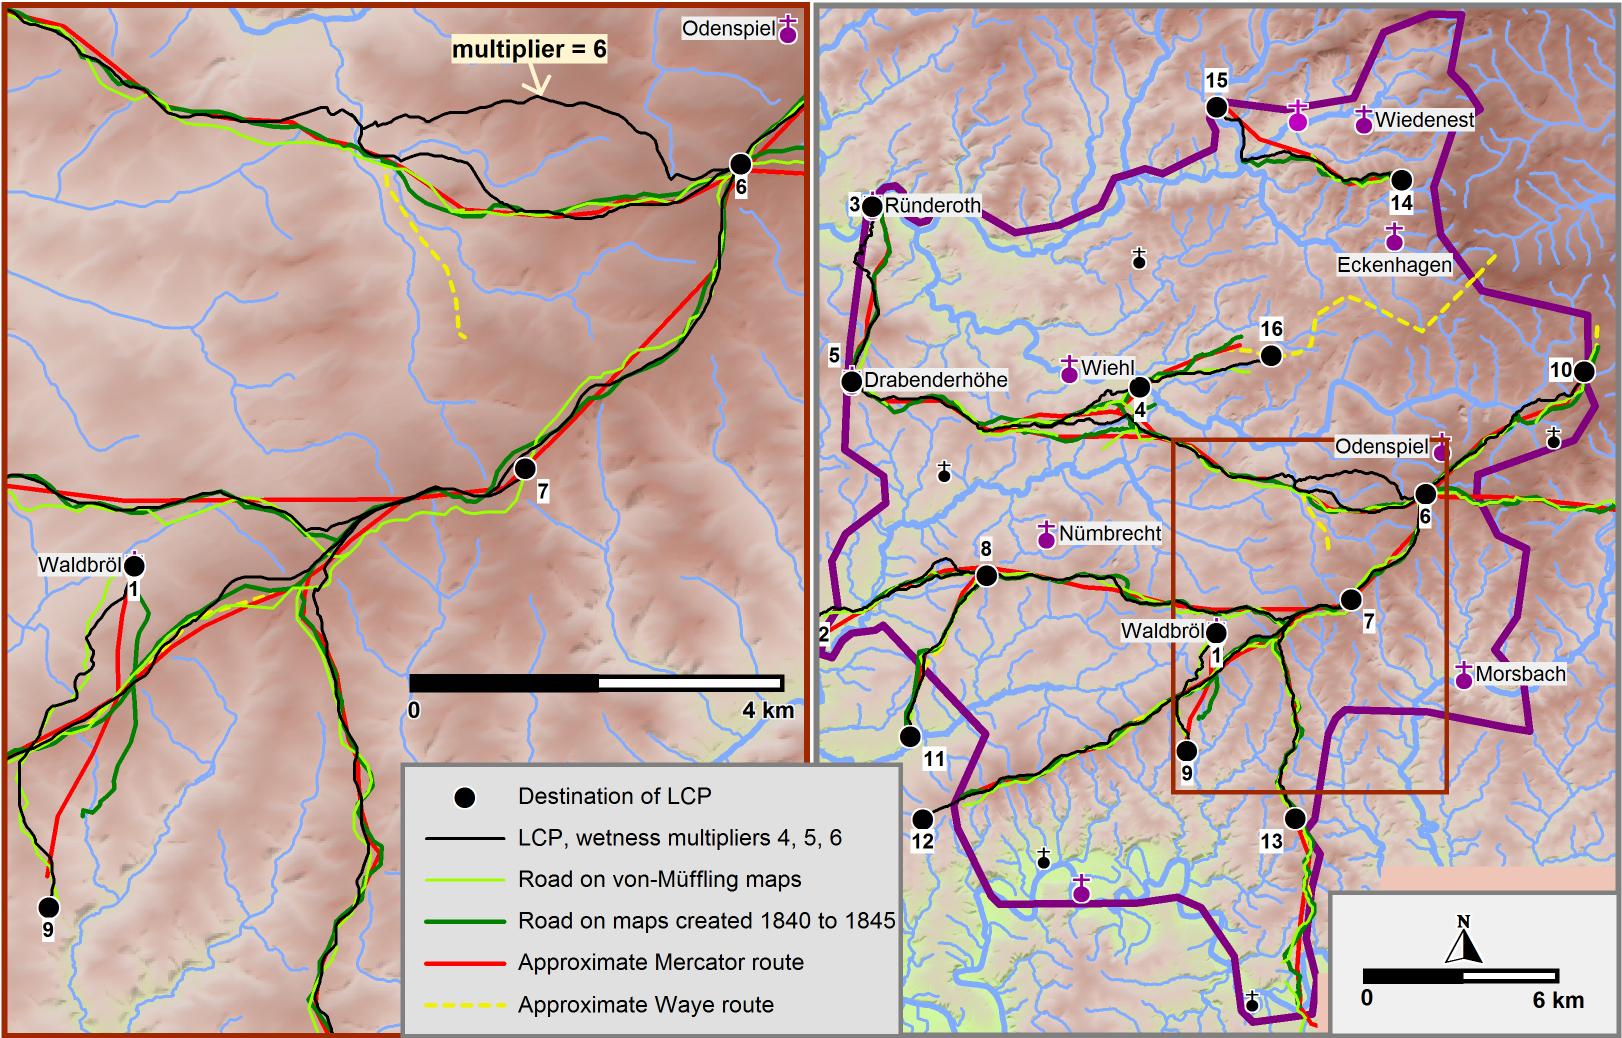 Odenspiel
multiplier = 6
6
7
Waldbröl
1
9
0
4 km
Destination of LCP
LCP, wetness multipliers 4, 5, 6
Road on von-Müffling maps
Road on maps created 1840 to 1845
Approximate Mercator route
Approximate Waye route
15
Wiedenest
14
3
Ründeroth
Eckenhagen
16
5
Wiehl
Drabenderhöhe
4
10
Odenspiel
6
Nümbrecht
8
7
2
Waldbröl
1
Morsbach
11
9
12
13
N
0
6 km